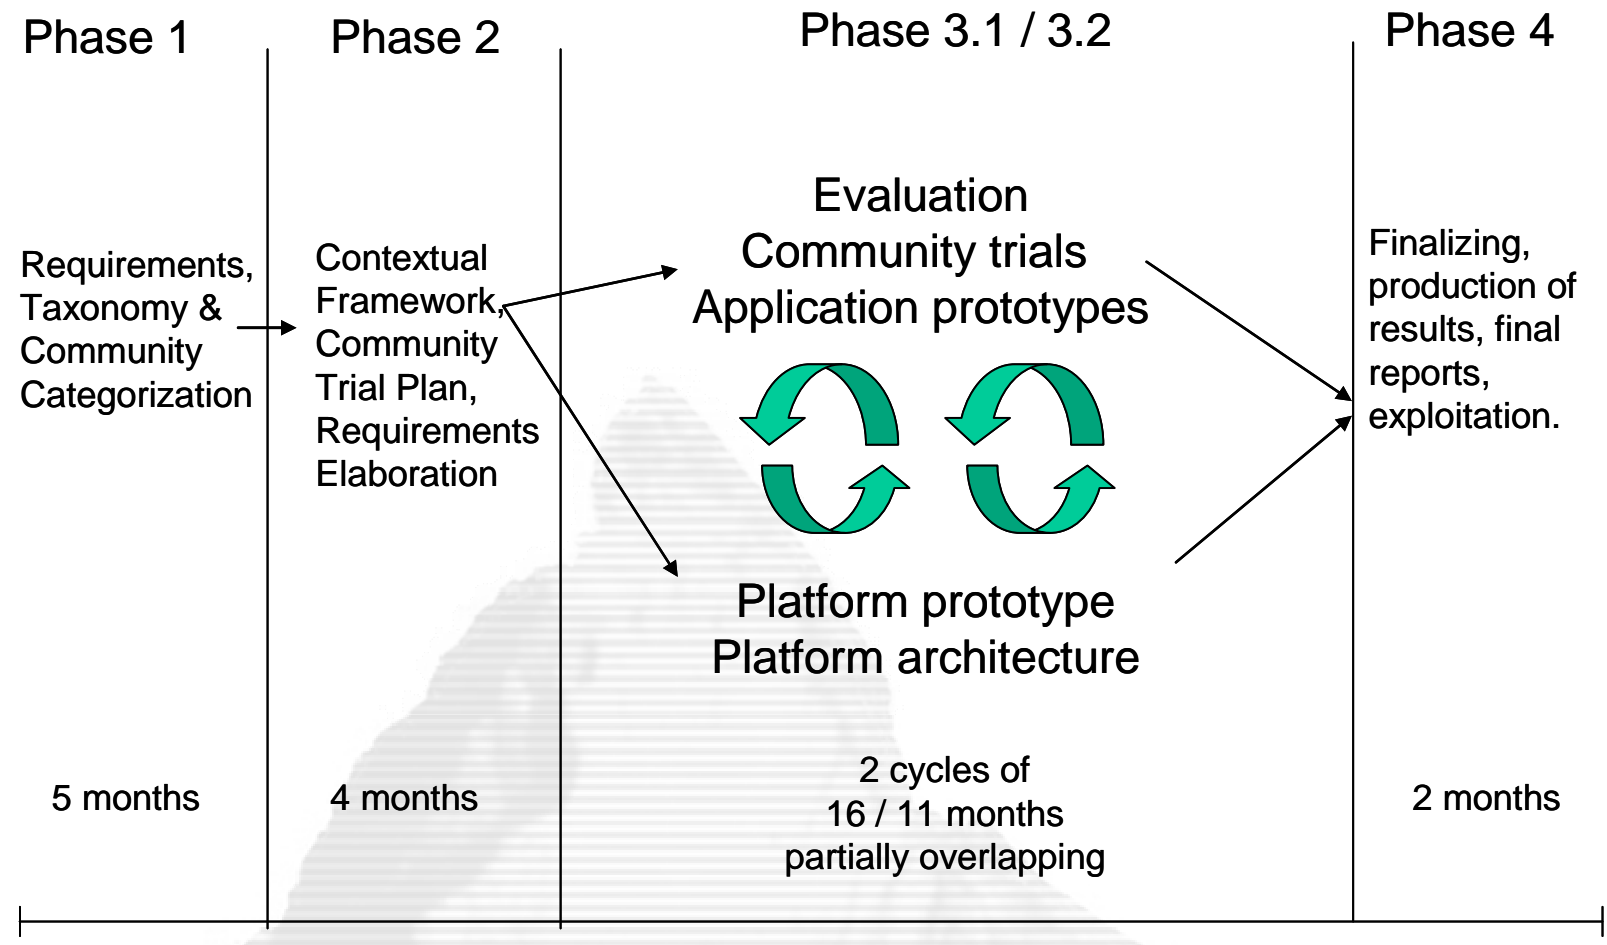 Phase 1
Phase 2
Phase 3.1 / 3.2
Phase 4
Requirements,
Taxonomy &
Community
Categorization
Contextual
Framework,
Community
Trial Plan,
Requirements
Elaboration
Evaluation
Community trials
Application prototypes
Platform prototype
Platform architecture
Finalizing,
production of
results, final
reports,
exploitation.
5 months
4 months
2 cycles of
16 / 11 months
partially overlapping
2 months